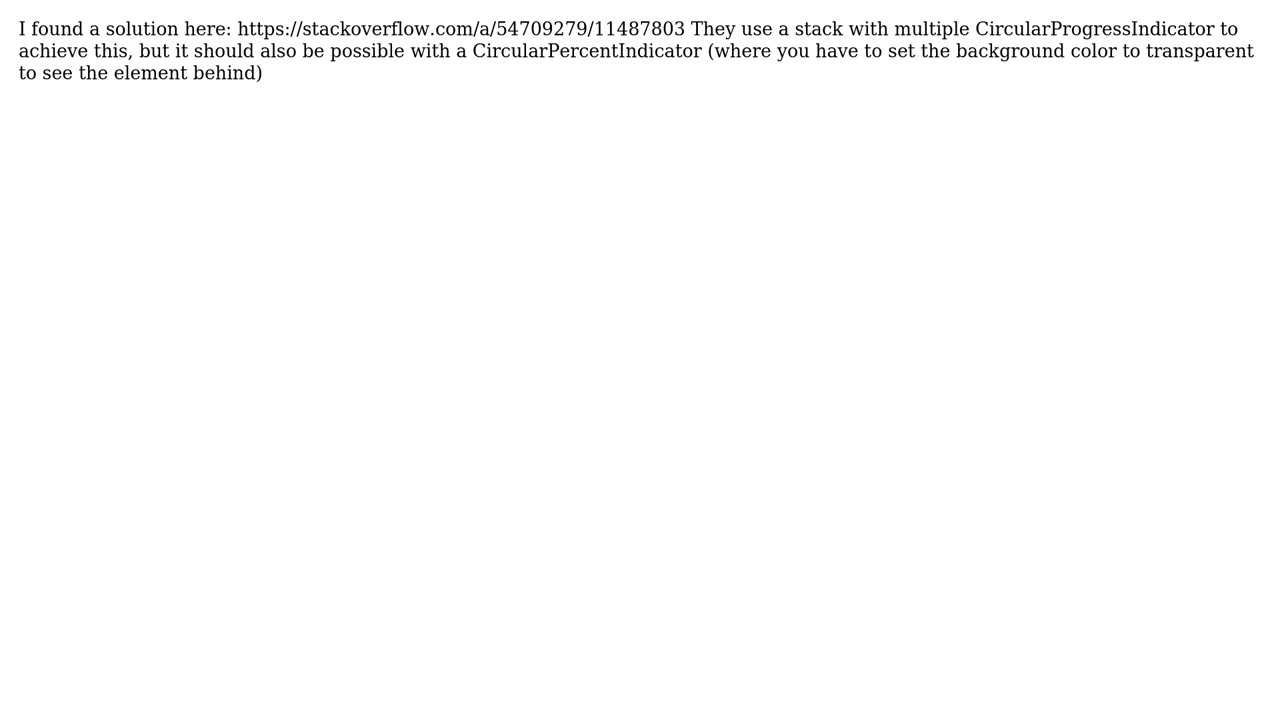 I found a solution here: https://stackoverflow.com/a/54709279/11487803 They use a stack with multiple CircularProgressIndicator to
achieve this, but it should also be possible with a CircularPercentIndicator (where you have to set the background color to transparent
to see the element behind)